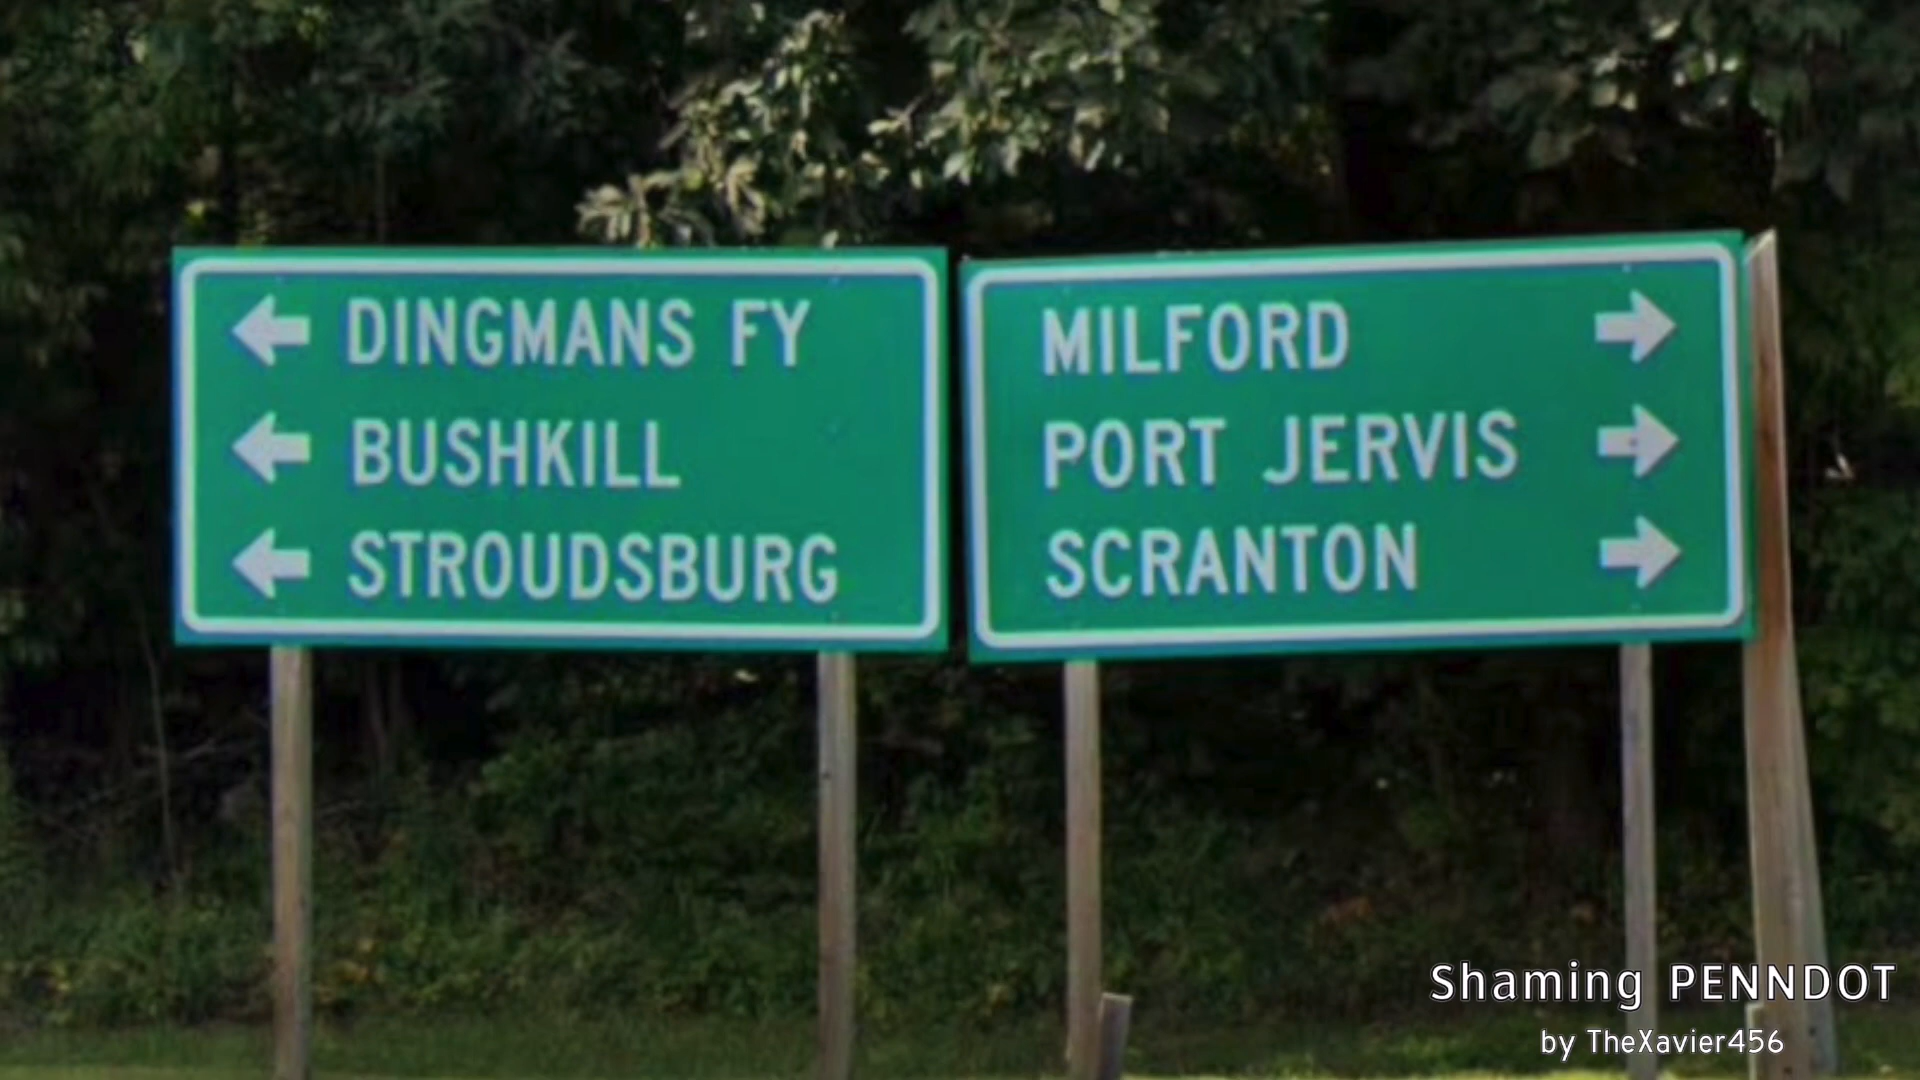 DINGMANS FY
BUSHKILL
STROUDSBURG
MILFORD
PORT JERVIS
SCRANTON
Shaming PENNDOT
by TheXavier456